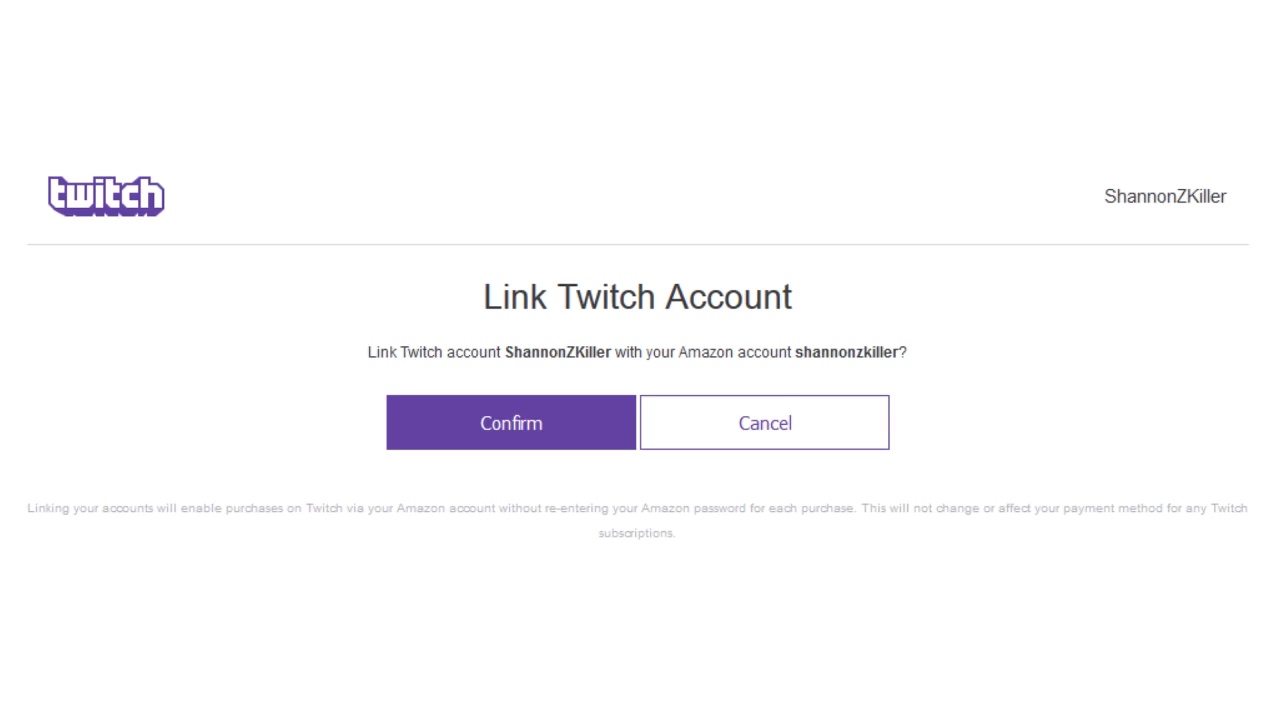 twitch
ShannonZKiller
Link Twitch Account
Link Twitch account ShannonZKiller with your Amazon account shannonzkiller?
Confirm
Cancel
Linking your accounts will enable purchases on Twitch via your Amazon account without re-entering your Amazon password for each purchase. This will not change or affect your payment method for any Twitch
subscriptions.